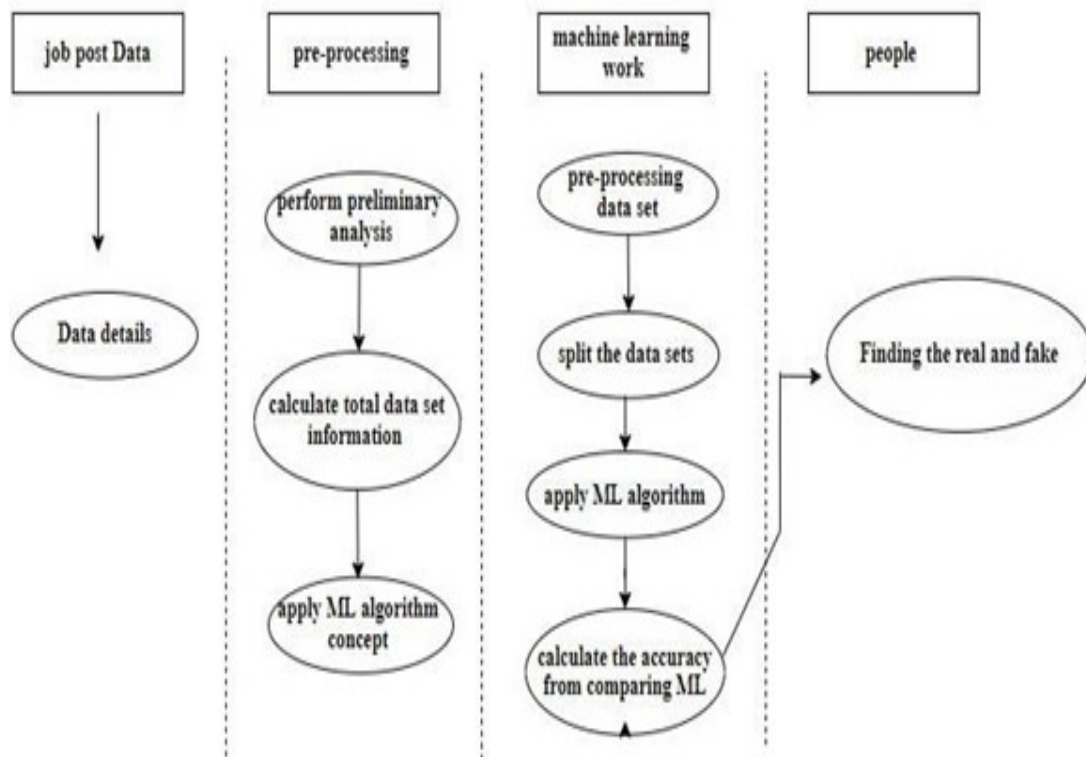 job post Data
pre-processing
machine learning
work
people
perform preliminary
analysis
pre-processing
data set
Data details
split the data sets
Finding the real and fake
calculate total data set
information
apply ML algorithm
apply ML algorithm
concept
calculate the accuracy
from comparing ML